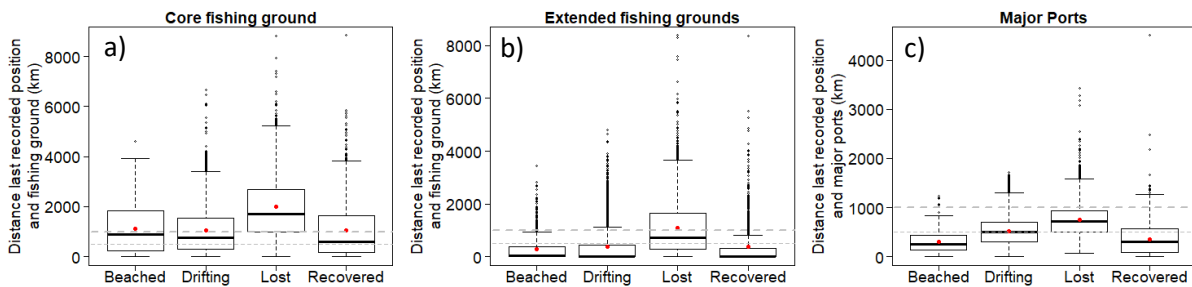 Core fishing ground
a)
Distance last recorded position
and fishing ground (km)
8000
6000
4000
2000
0
Beached Drifting Lost Recovered
Extended fishing grounds
b)
Distance last recorded position
and fishing ground (km)
8000
6000
4000
2000
0
Beached Drifting Lost Recovered
Major Ports
c)
Distance last recorded position
and major ports (km)
4000
3000
2000
1000
0
Beached Drifting Lost Recovered